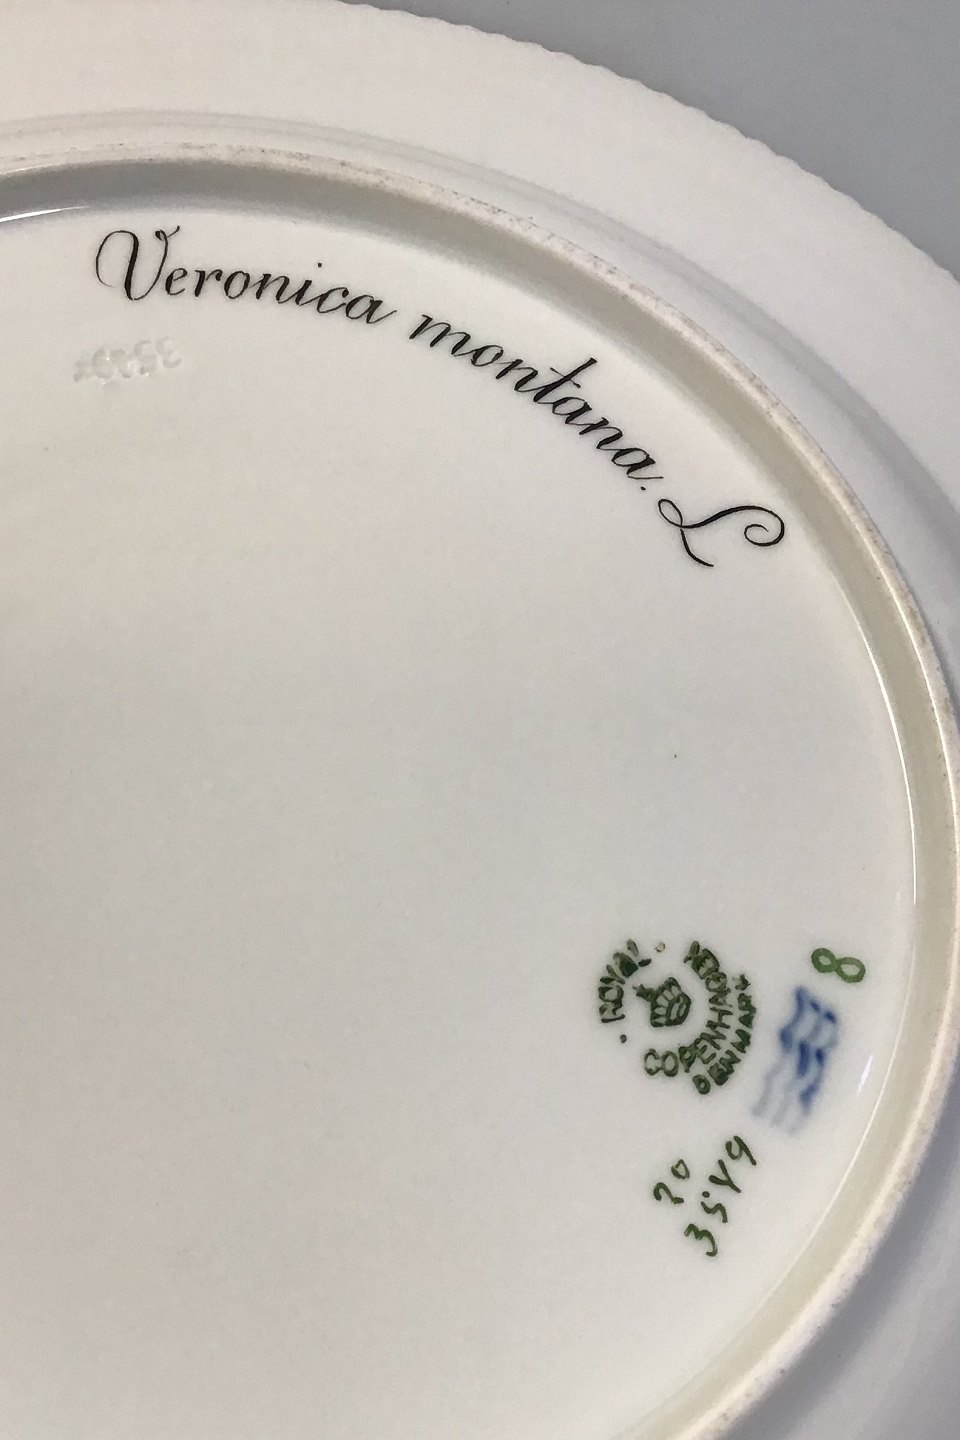 Veronica montana. L
ROYAL COPENHAGEN
DENMARK
8
20
3549